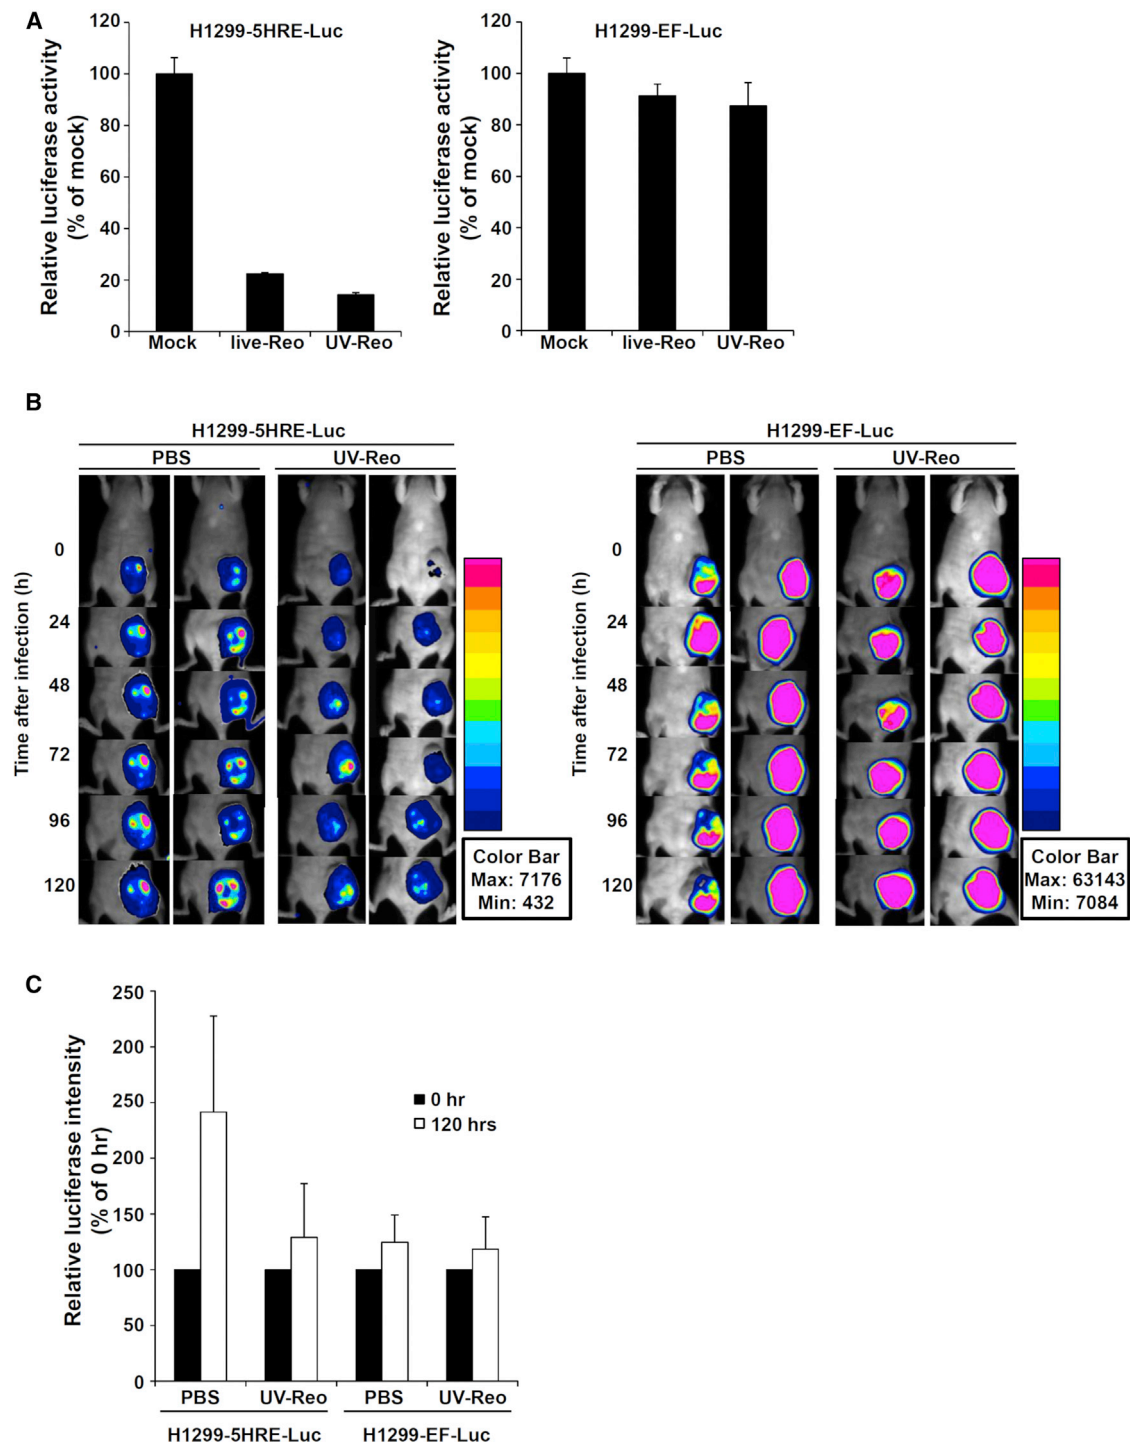 A
H1299-5HRE-Luc
Relative luciferase activity
(% of mock)
120
100
80
60
40
20
0
Mock
live-Reo
UV-Reo
H1299-EF-Luc
Relative luciferase activity
(% of mock)
120
100
80
60
40
20
0
Mock
live-Reo
UV-Reo
B
H1299-5HRE-Luc
PBS
UV-Reo
Time after infection (h)
0
24
48
72
96
120
Color Bar
Max: 7176
Min: 432
H1299-EF-Luc
PBS
UV-Reo
Time after infection (h)
0
24
48
72
96
120
Color Bar
Max: 63143
Min: 7084
C
Relative luciferase intensity
(% of 0 hr)
250
200
250
200
150
100
50
0
0 hr
120 hrs
PBS
UV-Reo
PBS
UV-Reo
H1299-5HRE-Luc
H1299-EF-Luc